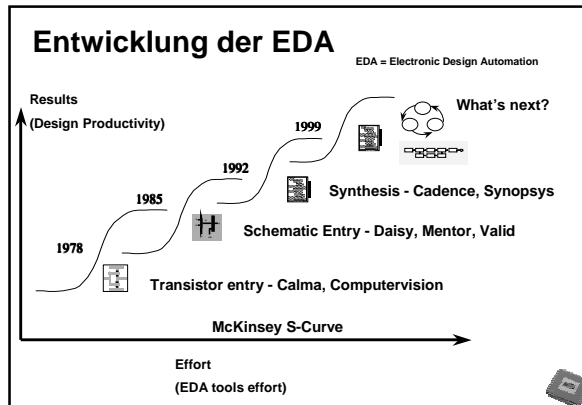 Entwicklung der EDA
EDA = Electronic Design Automation
Results
(Design Productivity)
What's next?
1999
1992
Synthesis - Cadence, Synopsys
1985
Schematic Entry - Daisy, Mentor, Valid
1978
Transistor entry - Calma, Computervision
McKinsey S-Curve
Effort
(EDA tools effort)